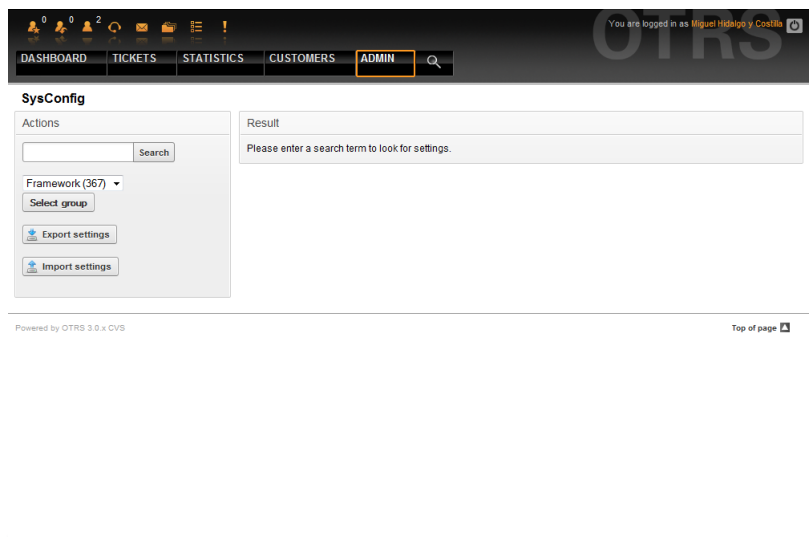 0 0 2
You are logged in as Miguel Hidalgo y Costilla
OTRS
DASHBOARD TICKETS STATISTICS CUSTOMERS ADMIN
SysConfig
Actions
Search
Framework (367)
Select group
Export settings
Import settings
Result
Please enter a search term to look for settings.
Powered by OTRS 3.0.x CVS
Top of page